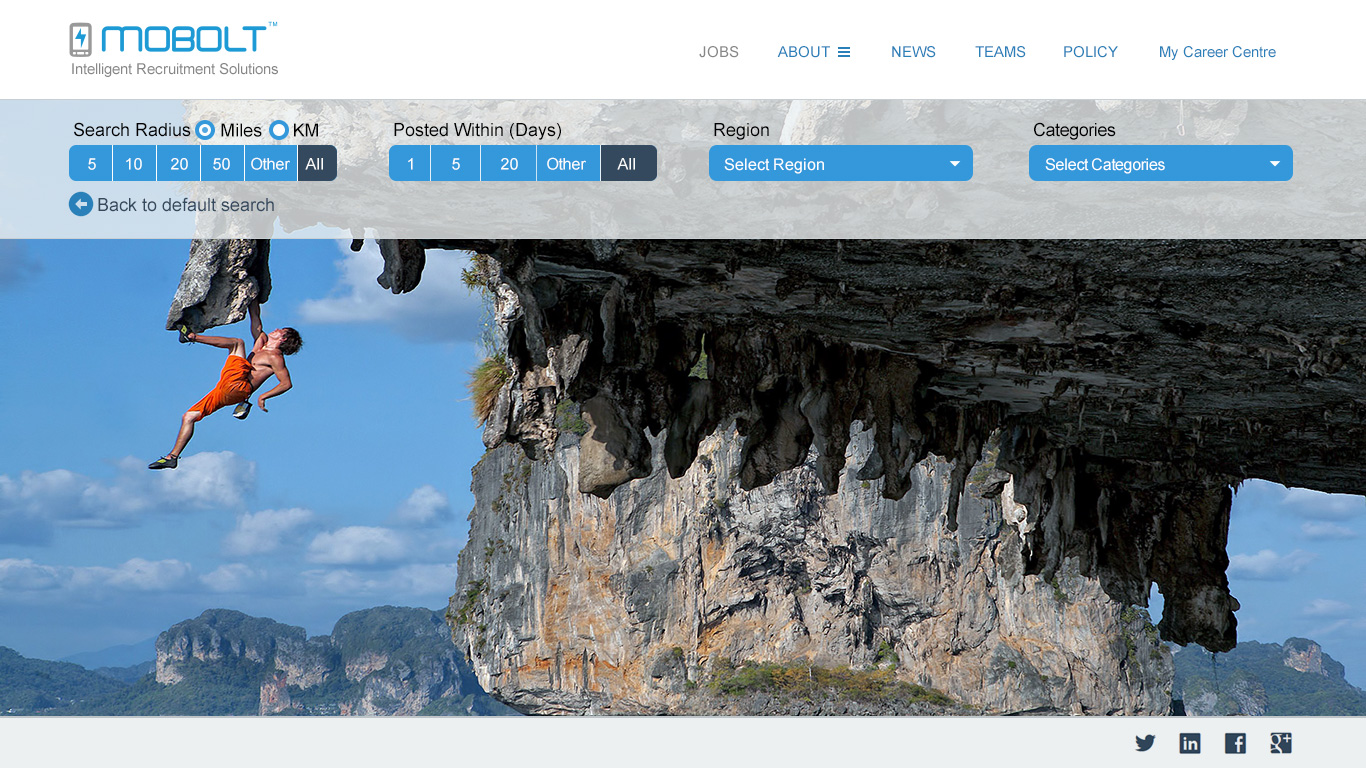 MOBOLT™
Intelligent Recruitment Solutions
JOBS ABOUT NEWS TEAMS POLICY My Career Centre
Search Radius Miles KM Posted Within (Days) Region Categories
5 10 20 50 Other All 1 5 20 Other All Select Region Select Categories
Back to default search